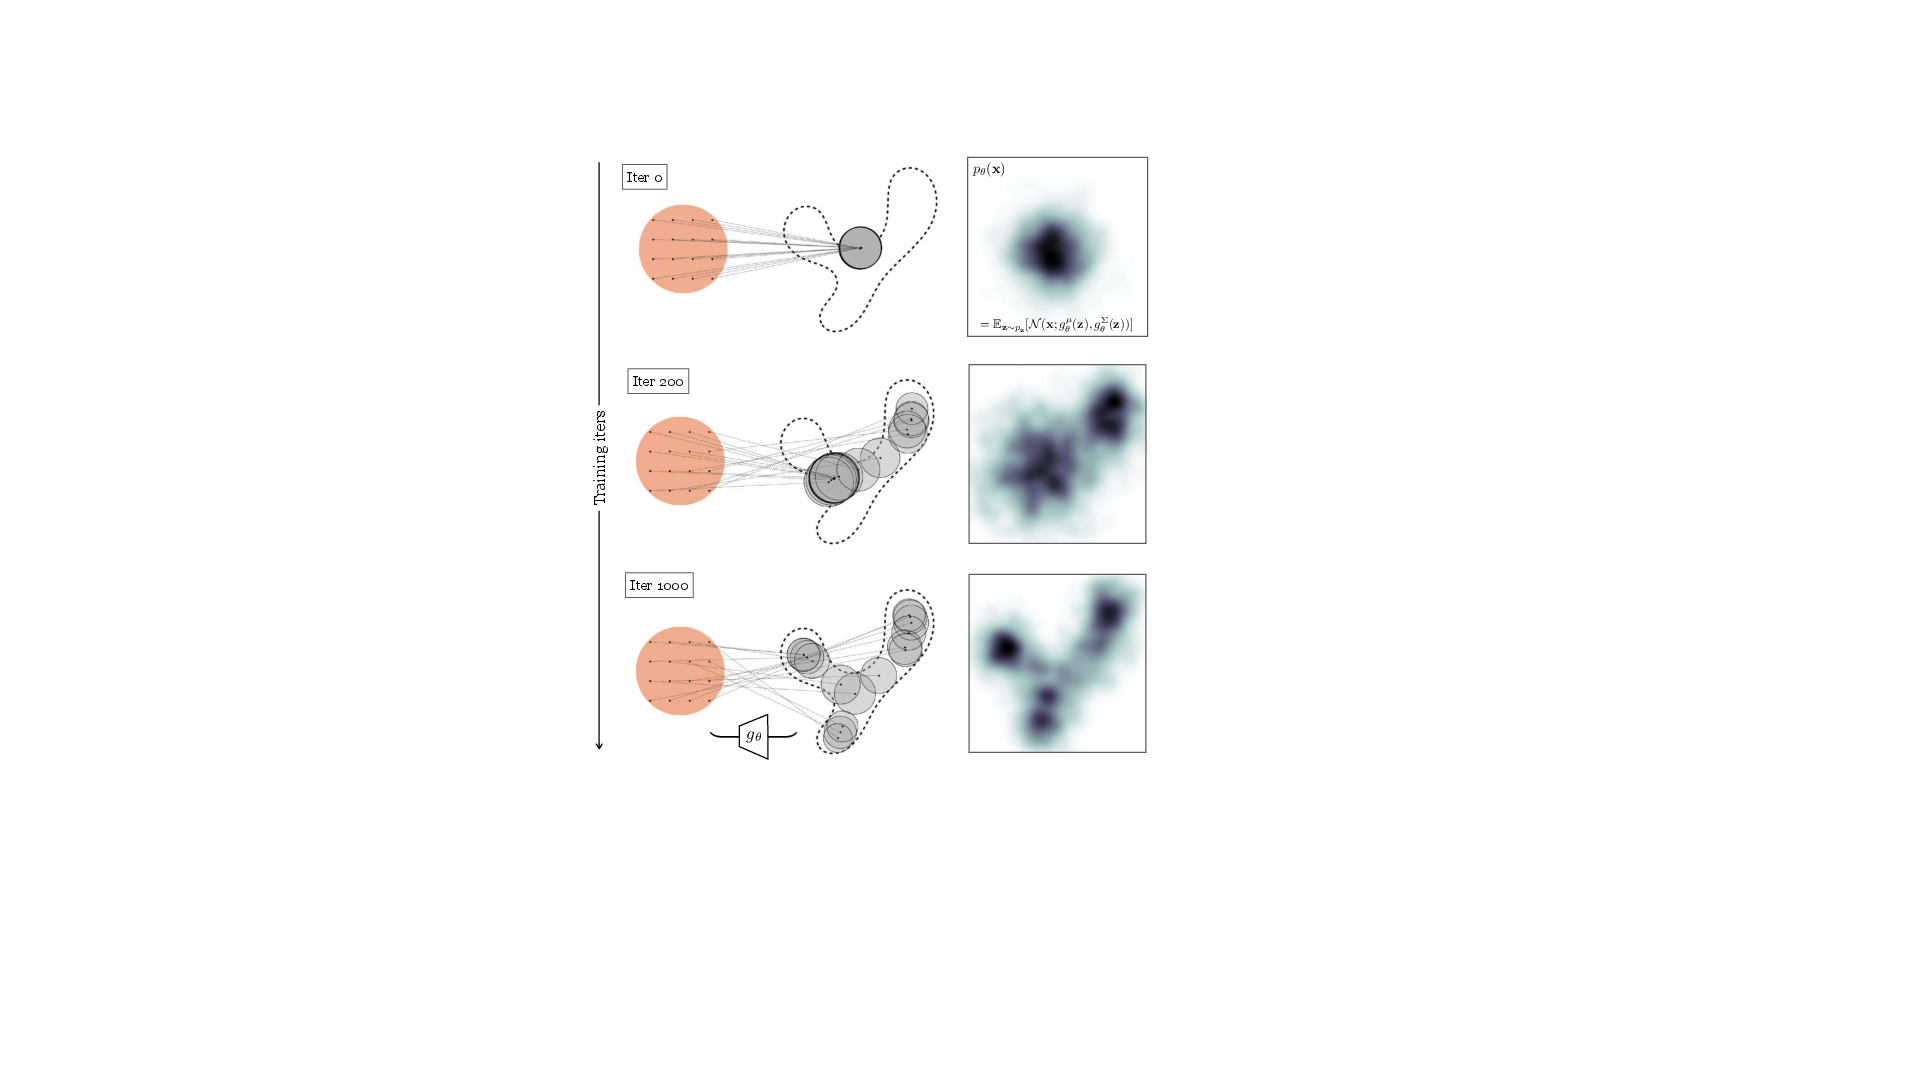 Iter 0
p_θ(𝐱)
= 𝔼_{𝐳∼p_𝐳}[𝒩(𝐱; g_θ^μ(𝐳), g_θ^Σ(𝐳))]
Training iters
Iter 200
Iter 1000
g_θ